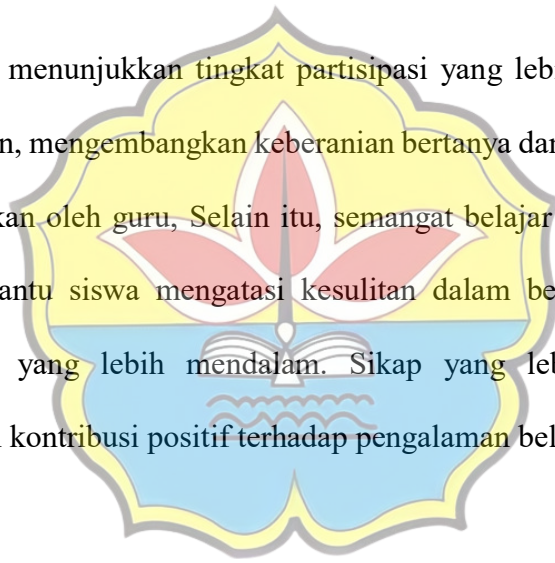 menunjukkan tingkat partisipasi yang leb
n, mengembangkan keberanian bertanya dan
kan oleh guru, Selain itu, semangat belajar
antu siswa mengatasi kesulitan dalam be
yang lebih mendalam. Sikap yang leb
kontribusi positif terhadap pengalaman bel